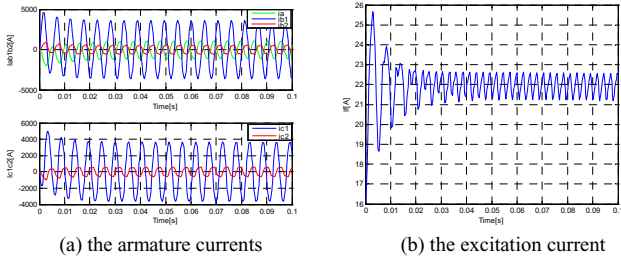 5000
0
-5000
Iab1b2[A]
ia
ib1
ib2
0 0.01 0.02 0.03 0.04 0.05 0.06 0.07 0.08 0.09 0.1
Time[s]
6000
4000
2000
0
-2000
-4000
Ic1c2[A]
ic1
ic2
0 0.01 0.02 0.03 0.04 0.05 0.06 0.07 0.08 0.09 0.1
Time[s]
(a) the armature currents
26
25
24
23
22
21
20
19
18
17
16
If[A]
0 0.01 0.02 0.03 0.04 0.05 0.06 0.07 0.08 0.09 0.1
Time[s]
(b) the excitation current